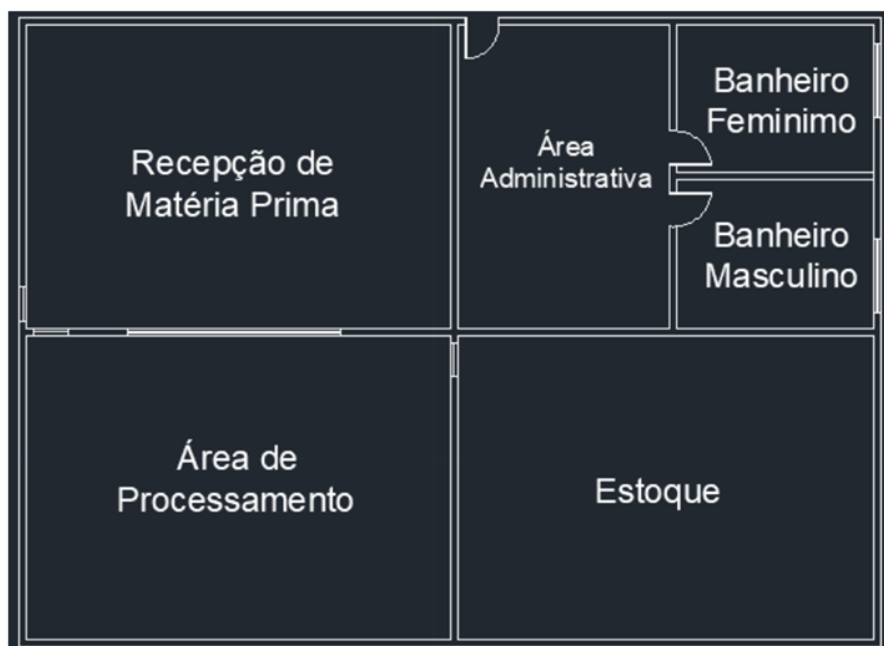 Recepção de
Matéria Prima
Área
Administrativa
Banheiro
Feminimo
Banheiro
Masculino
Área de
Processamento
Estoque